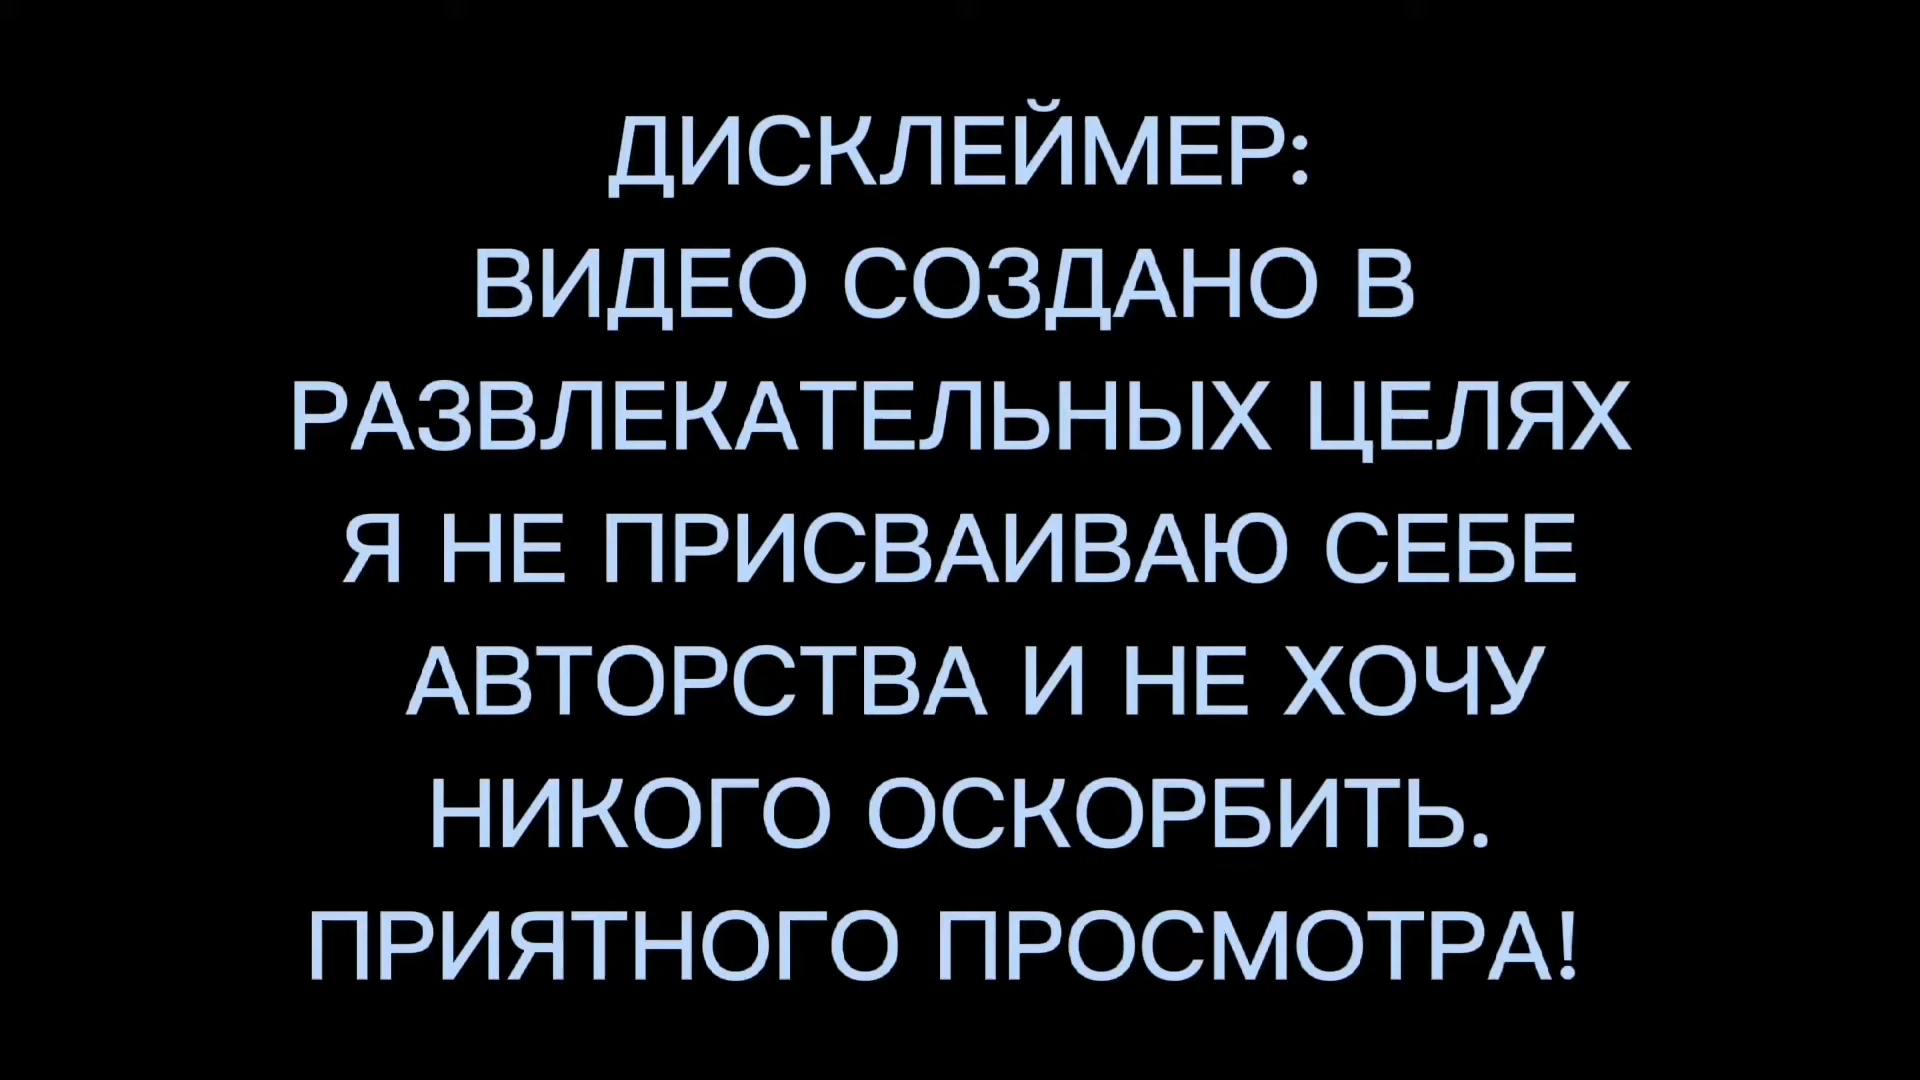 ДИСКЛЕЙМЕР:
ВИДЕО СОЗДАНО В
РАЗВЛЕКАТЕЛЬНЫХ ЦЕЛЯХ
Я НЕ ПРИСВАИВАЮ СЕБЕ
АВТОРСТВА И НЕ ХОЧУ
НИКОГО ОСКОРБИТЬ.
ПРИЯТНОГО ПРОСМОТРА!